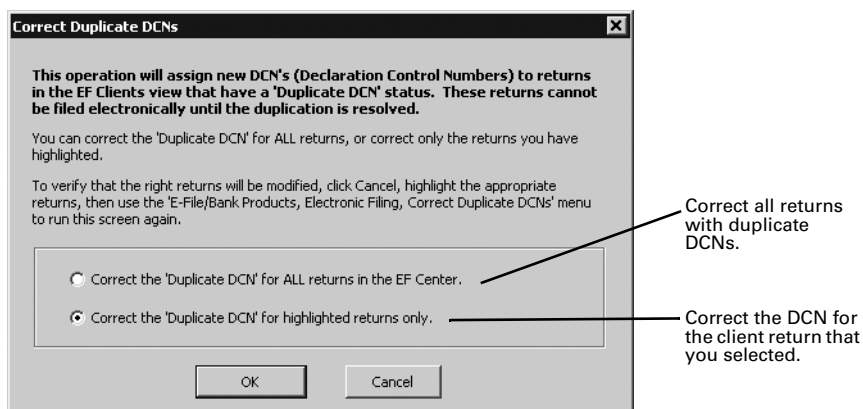 Correct Duplicate DCNs
This operation will assign new DCN's (Declaration Control Numbers) to returns
in the EF Clients view that have a 'Duplicate DCN' status. These returns cannot
be filed electronically until the duplication is resolved.
You can correct the 'Duplicate DCN' for ALL returns, or correct only the returns you have
highlighted.
To verify that the right returns will be modified, click Cancel, highlight the appropriate
returns, then use the 'E-File/Bank Products, Electronic Filing, Correct Duplicate DCNs' menu
to run this screen again.
Correct the 'Duplicate DCN' for ALL returns in the EF Center.
Correct the 'Duplicate DCN' for highlighted returns only.
OK Cancel
Correct all returns
with duplicate
DCNs.
Correct the DCN for
the client return that
you selected.